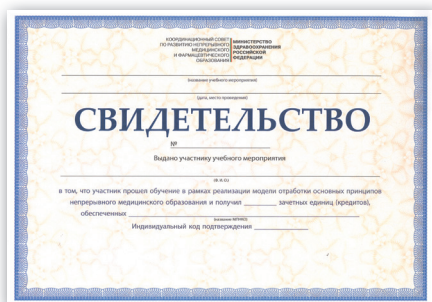 КООРДИНАЦИОННЫЙ СОВЕТ
ПО РАЗВИТИЮ НЕПРЕРЫВНОГО
МЕДИЦИНСКОГО
И ФАРМАЦЕВТИЧЕСКОГО
ОБРАЗОВАНИЯ
МИНИСТЕРСТВО
ЗДРАВООХРАНЕНИЯ
РОССИЙСКОЙ
ФЕДЕРАЦИИ
(название учебного мероприятия)
(дата, место проведения)
СВИДЕТЕЛЬСТВО
№
Выдано участнику учебного мероприятия
(Ф. И. О.)
в том, что участник прошел обучение в рамках реализации модели отработки основных принципов
непрерывного медицинского образования и получил ________ зачетных единиц (кредитов),
обеспеченных
Индивидуальный код подтверждения